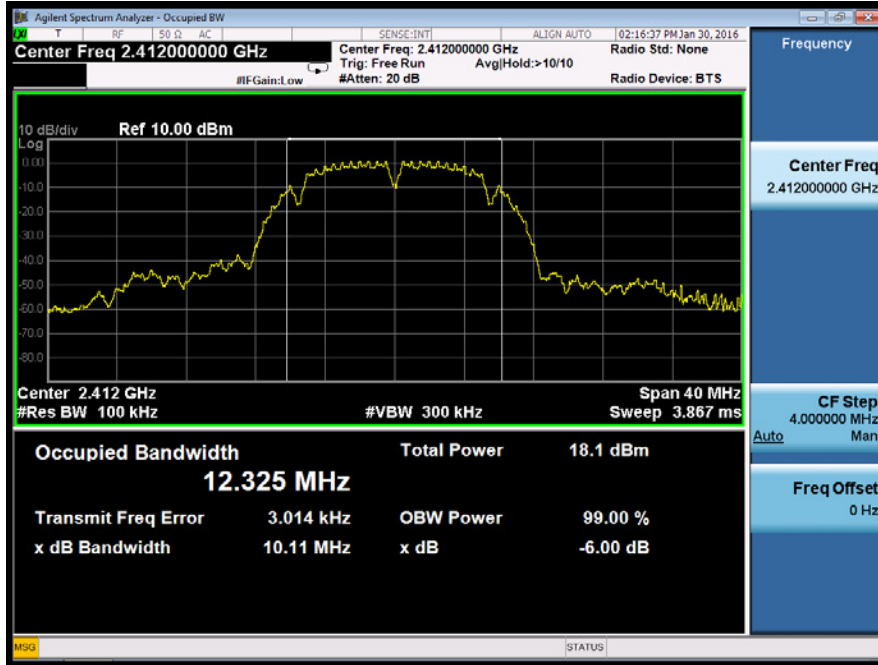 Agilent Spectrum Analyzer - Occupied BW
T RF 50 Ω AC SENSE:INT ALIGN AUTO 02:16:37 PM Jan 30, 2016
Center Freq 2.412000000 GHz
Center Freq: 2.412000000 GHz
Radio Std: None
Trig: Free Run Avg|Hold:>10/10
#IFGain:Low
#Atten: 20 dB
Radio Device: BTS
10 dB/div Ref 10.00 dBm
Log
0.00
-10.0
-20.0
-30.0
-40.0
-50.0
-60.0
-70.0
-80.0
Center 2.412 GHz
Span 40 MHz
#Res BW 100 kHz
#VBW 300 kHz
Sweep 3.867 ms
Occupied Bandwidth
12.325 MHz
Total Power 18.1 dBm
Transmit Freq Error 3.014 kHz
OBW Power 99.00 %
x dB Bandwidth 10.11 MHz
x dB -6.00 dB
Frequency
Center Freq
2.412000000 GHz
CF Step
4.000000 MHz
Auto Man
Freq Offset
0 Hz
MSG
STATUS